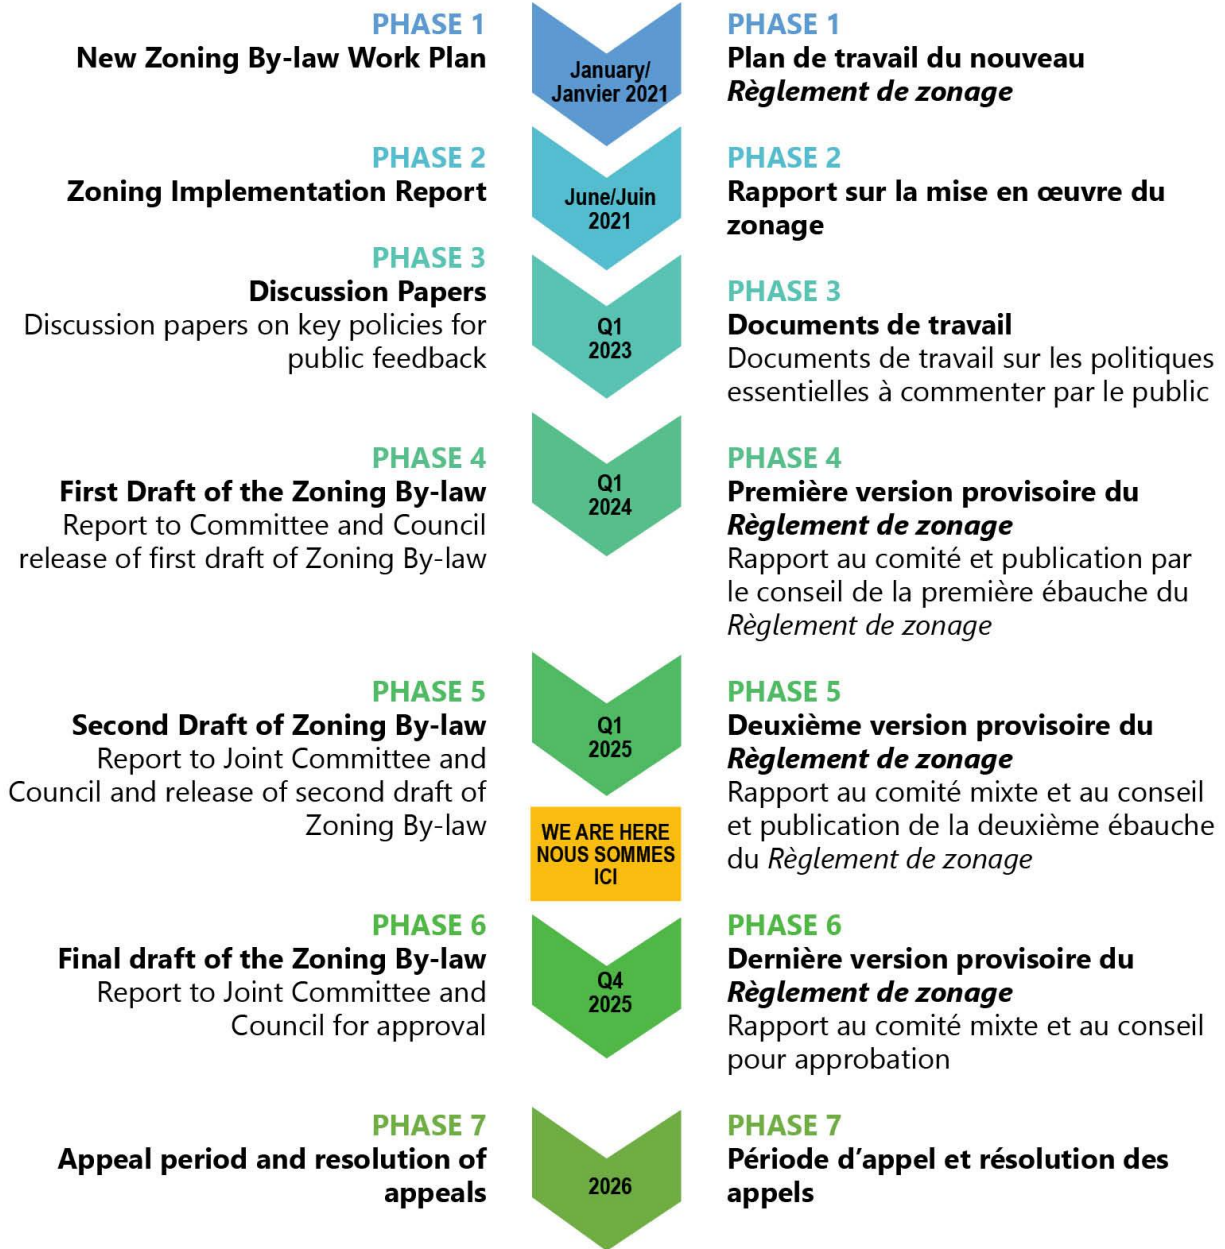 PHASE 1
New Zoning By-law Work Plan
January/
Janvier 2021
PHASE 1
Plan de travail du nouveau
Règlement de zonage
PHASE 2
Zoning Implementation Report
June/Juin
2021
PHASE 2
Rapport sur la mise en œuvre du
zonage
PHASE 3
Discussion Papers
Discussion papers on key policies for
public feedback
Q1
2023
PHASE 3
Documents de travail
Documents de travail sur les politiques
essentielles à commenter par le public
PHASE 4
First Draft of the Zoning By-law
Report to Committee and Council
release of first draft of Zoning By-law
Q1
2024
PHASE 4
Première version provisoire du
Règlement de zonage
Rapport au comité et publication par
le conseil de la première ébauche du
Règlement de zonage
PHASE 5
Second Draft of Zoning By-law
Report to Joint Committee and
Council and release of second draft of
Zoning By-law
Q1
2025
PHASE 5
Deuxième version provisoire du
Règlement de zonage
Rapport au comité mixte et au conseil
et publication de la deuxième ébauche
du Règlement de zonage
WE ARE HERE
NOUS SOMMES
ICI
PHASE 6
Final draft of the Zoning By-law
Report to Joint Committee and
Council for approval
Q4
2025
PHASE 6
Dernière version provisoire du
Règlement de zonage
Rapport au comité mixte et au conseil
pour approbation
PHASE 7
Appeal period and resolution of
appeals
2026
PHASE 7
Période d’appel et résolution des
appels